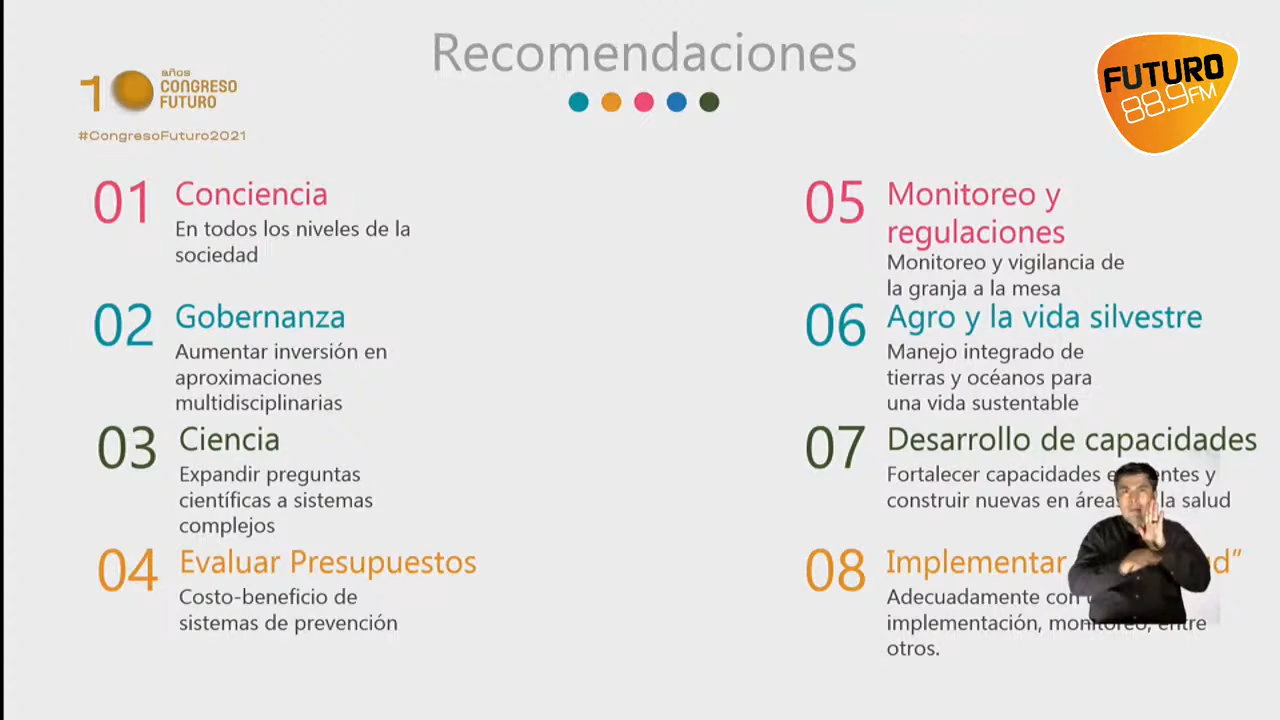 Recomendaciones
10 años
CONGRESO
FUTURO
#CongresoFuturo2021
FUTURO
88.9FM
01 Conciencia
En todos los niveles de la
sociedad
02 Gobernanza
Aumentar inversión en
aproximaciones
multidisciplinarias
03 Ciencia
Expandir preguntas
científicas a sistemas
complejos
04 Evaluar Presupuestos
Costo-beneficio de
sistemas de prevención
05 Monitoreo y
regulaciones
Monitoreo y vigilancia de
la granja a la mesa
06 Agro y la vida silvestre
Manejo integrado de
tierras y océanos para
una vida sustentable
07 Desarrollo de capacidades
Fortalecer capacidades y
construir nuevas en áreas la salud
08 Implementar
Adecuadamente con
implementación, monitoreo, entre
otros.